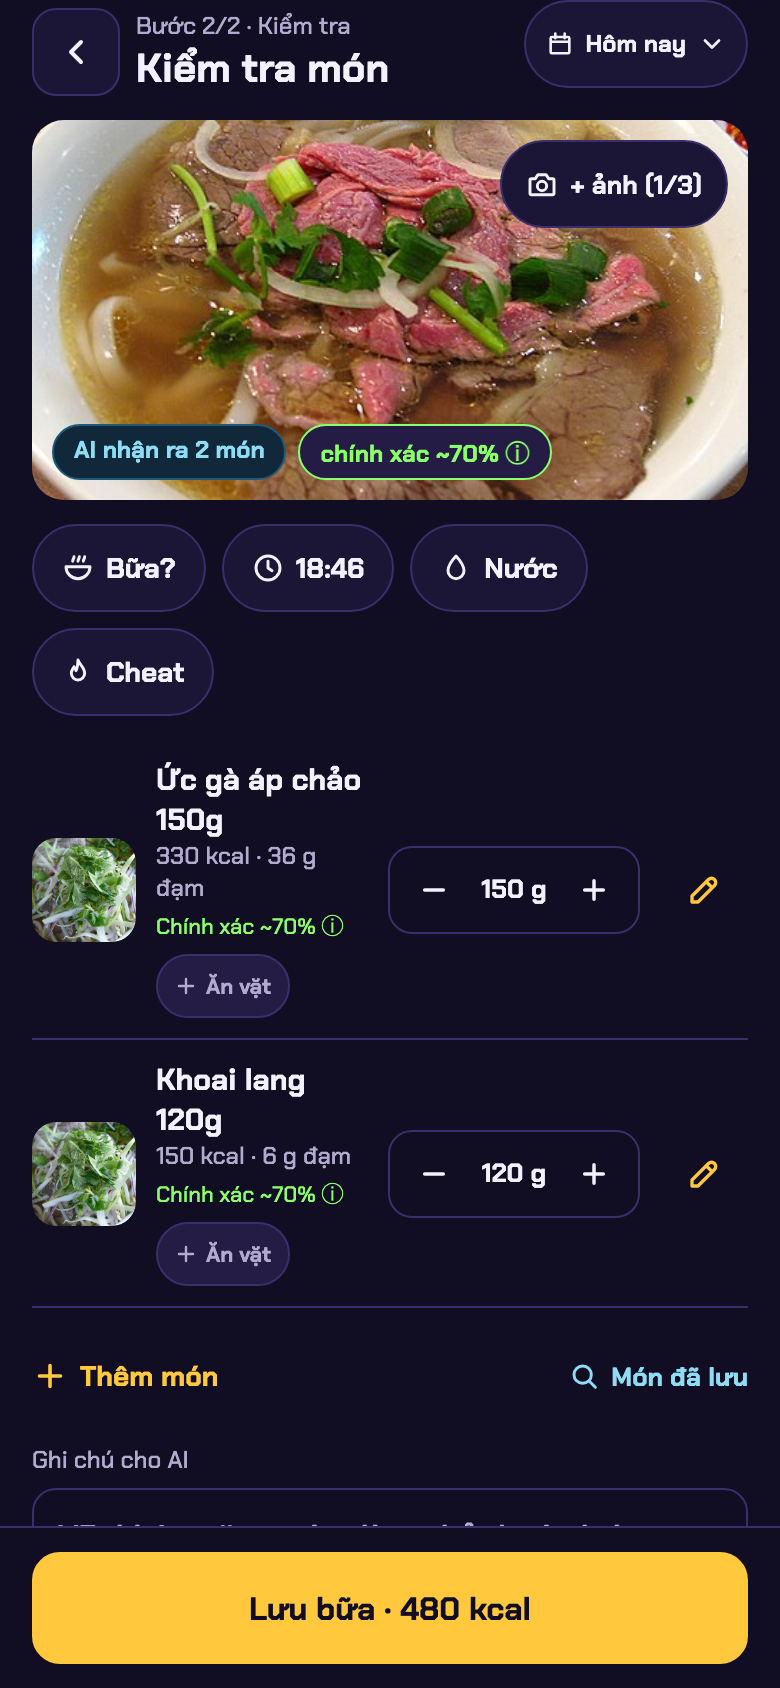 Bước 2/2 · Kiểm tra
Kiểm tra món
Hôm nay
+ ảnh (1/3)
AI nhận ra 2 món
chính xác ~70% ⓘ
Bữa?
18:46
Nước
Cheat
Ức gà áp chảo
150g
330 kcal · 36 g
đạm
Chính xác ~70% ⓘ
+ Ăn vặt
− 150 g +
Khoai lang
120g
150 kcal · 6 g đạm
Chính xác ~70% ⓘ
+ Ăn vặt
− 120 g +
+ Thêm món
Món đã lưu
Ghi chú cho AI
Lưu bữa · 480 kcal